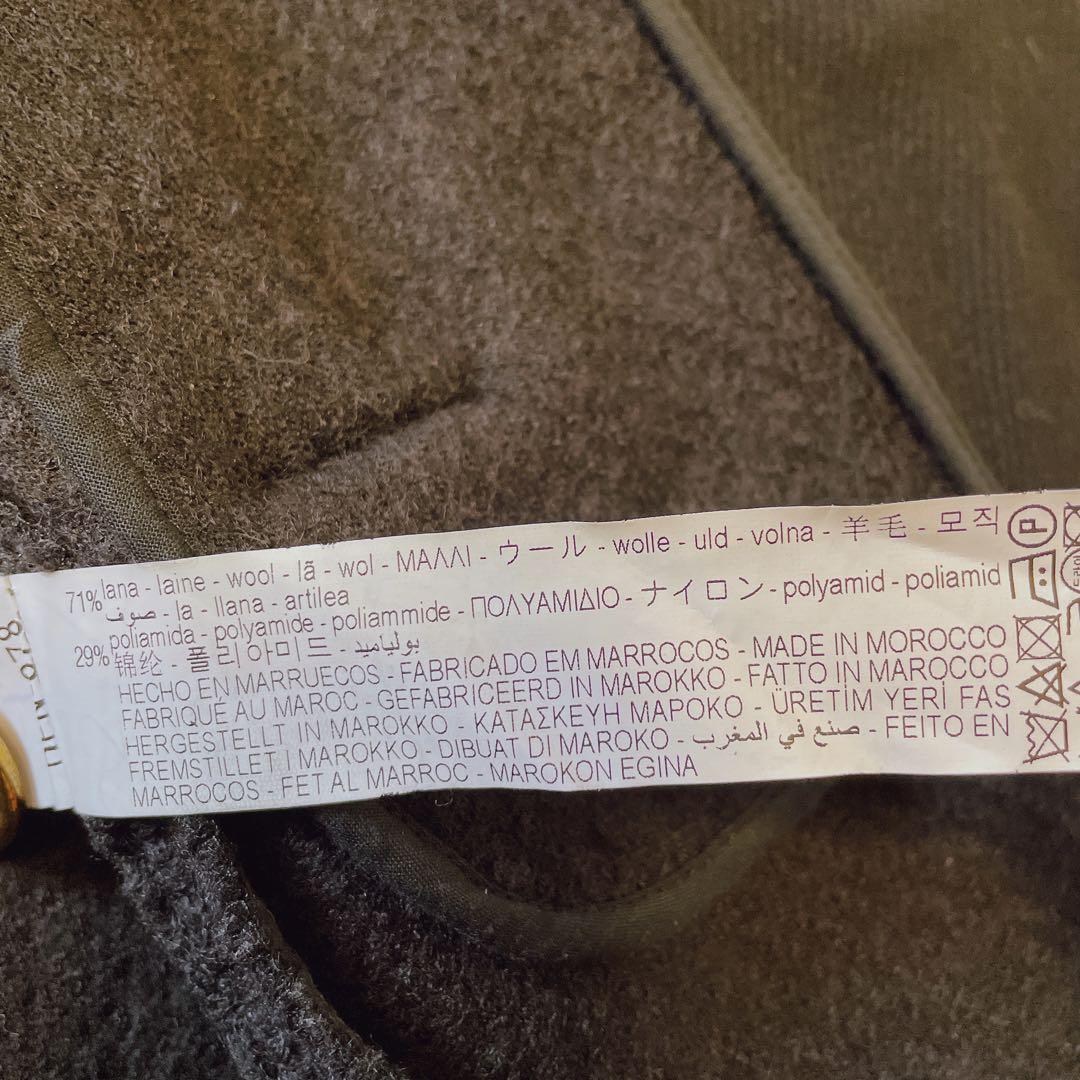 71% lana - laine - wool - lã - wol - ΜΑΛΛΙ - ウール - wolle - uld - volna - 羊毛 - 모직
صوف - la - llana - artilea
29% poliamida - polyamide - poliammide - ΠΟΛΥΑΜΙΔΙΟ - ナイロン - polyamid - poliamid
锦纶 - 폴리아미드 - بولياميد
HECHO EN MARRUECOS - FABRICADO EM MARROCOS - MADE IN MOROCCO
FABRIQUÉ AU MAROC - GEFABRICEERD IN MAROKKO - FATTO IN MAROCCO
HERGESTELLT IN MAROKKO - ΚΑΤΑΣΚΕΥΗ ΜΑΡΟΚΟ - ÜRETİM YERİ FAS
FREMSTILLET I MAROKKO - DIBUAT DI MAROKO - صنع في المغرب - FEITO EN
MARROCOS - FET AL MARROC - MAROKON EGINA
P